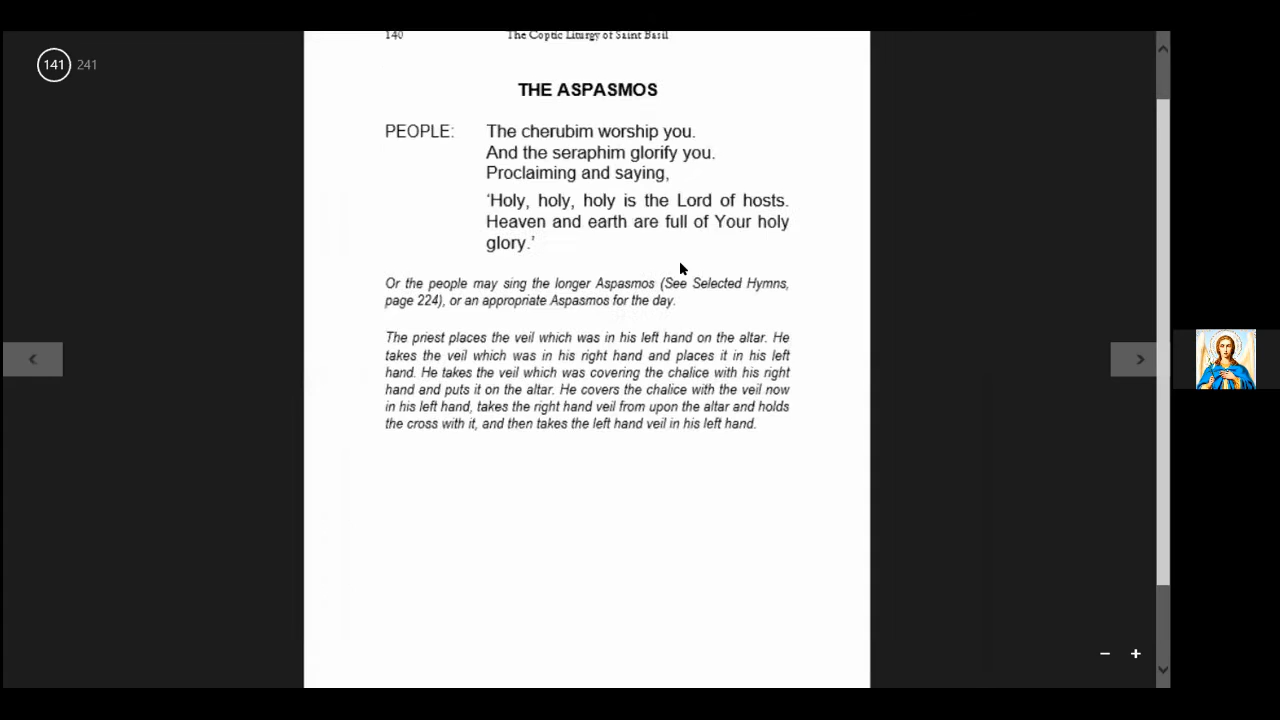 140 The Coptic Liturgy of Saint Basil
141 241
THE ASPASMOS
PEOPLE: The cherubim worship you.
And the seraphim glorify you.
Proclaiming and saying,
‘Holy, holy, holy is the Lord of hosts.
Heaven and earth are full of Your holy
glory.’
Or the people may sing the longer Aspasmos (See Selected Hymns,
page 224), or an appropriate Aspasmos for the day.
The priest places the veil which was in his left hand on the altar. He
takes the veil which was in his right hand and places it in his left
hand. He takes the veil which was covering the chalice with his right
hand and puts it on the altar. He covers the chalice with the veil now
in his left hand, takes the right hand veil from upon the altar and holds
the cross with it, and then takes the left hand veil in his left hand.